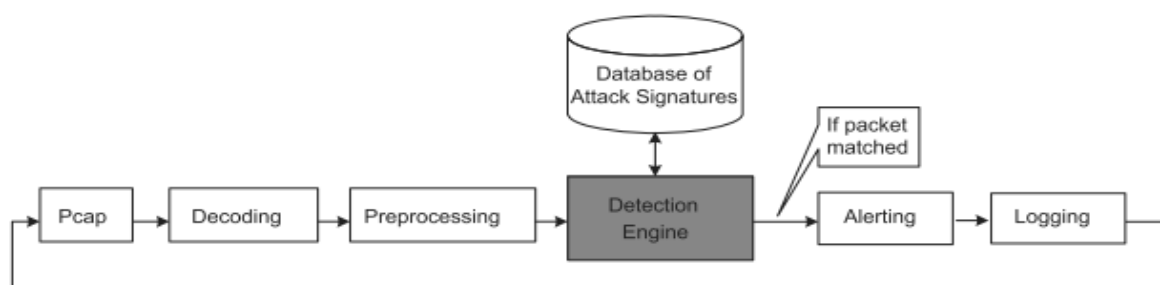 Database of
Attack Signatures
If packet
matched
Pcap
Decoding
Preprocessing
Detection
Engine
Alerting
Logging